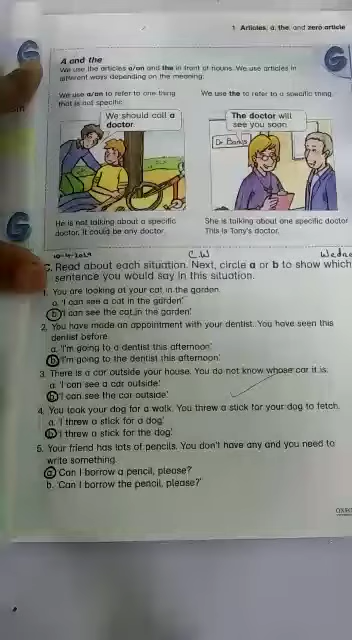 1 Articles: a, the, and zero article
A and the
We use the articles a/an and the in front of nouns. We use articles in
different ways depending on the meaning.
We use a/an to refer to one thing
that is not specific.
We use the to refer to a specific thing.
We should call a
doctor.
The doctor will
see you soon.
Dr Banks
He is not talking about a specific
doctor. It could be any doctor.
She is talking about one specific doctor.
This is Tony's doctor.
C.W
C. Read about each situation. Next, circle a or b to show which
sentence you would say in this situation.
1. You are looking at your cat in the garden.
a. 'I can see a cat in the garden.'
b. 'I can see the cat in the garden.'
2. You have made an appointment with your dentist. You have seen this
dentist before.
a. 'I'm going to a dentist this afternoon.'
b. 'I'm going to the dentist this afternoon.'
3. There is a car outside your house. You do not know whose car it is.
a. 'I can see a car outside.'
b. 'I can see the car outside.'
4. You took your dog for a walk. You threw a stick for your dog to fetch.
a. 'I threw a stick for a dog.'
b. 'I threw a stick for the dog.'
5. Your friend has lots of pencils. You don't have any and you need to
write something.
a. 'Can I borrow a pencil, please?'
b. 'Can I borrow the pencil, please?'